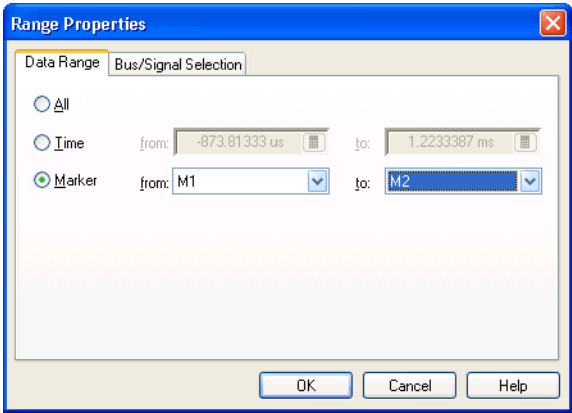 Range Properties
Data Range Bus/Signal Selection
All
Time from: -873.81333 us to: 1.2233387 ms
Marker from: M1 to: M2
OK Cancel Help